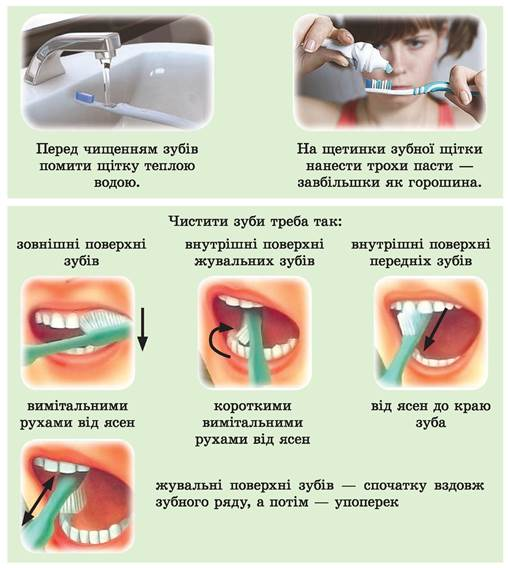 Перед чищенням зубів
помити щітку теплою
водою.
На щетинки зубної щітки
нанести трохи пасти —
завбільшки як горошина.
Чистити зуби треба так:
зовнішні поверхні
зубів
внутрішні поверхні
жувальних зубів
внутрішні поверхні
передніх зубів
вимітальними
рухами від ясен
короткими
вимітальними
рухами від ясен
від ясен до краю
зуба
жувальні поверхні зубів — спочатку вздовж
зубного ряду, а потім — упоперек